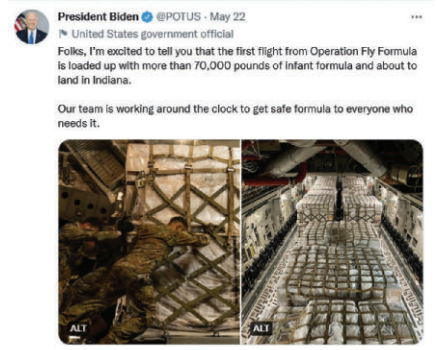 President Biden @POTUS · May 22
United States government official
Folks, I'm excited to tell you that the first flight from Operation Fly Formula
is loaded up with more than 70,000 pounds of infant formula and about to
land in Indiana.
Our team is working around the clock to get safe formula to everyone who
needs it.
ALT
ALT